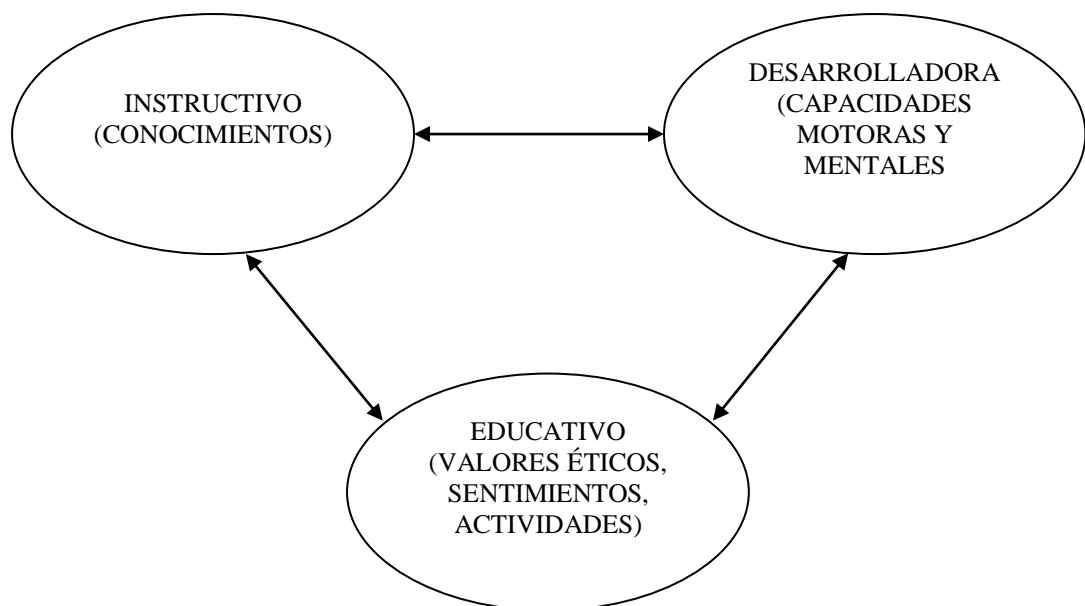 INSTRUCTIVO
(CONOCIMIENTOS)
DESARROLLADORA
(CAPACIDADES
MOTORAS Y
MENTALES
EDUCATIVO
(VALORES ÉTICOS,
SENTIMIENTOS,
ACTIVIDADES)